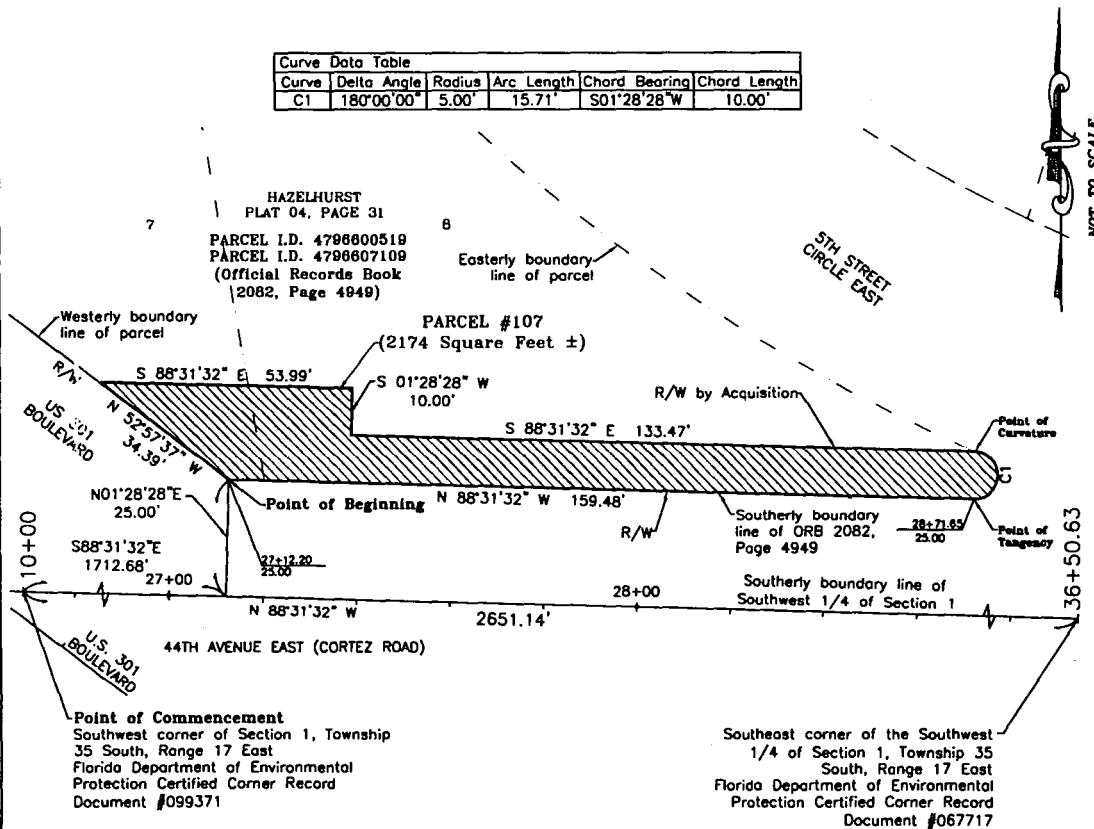 Curve Data Table
Curve Delta Angle Radius Arc Length Chord Bearing Chord Length
C1 180°00'00" 5.00' 15.71' S01°28'28"W 10.00'
NOT TO SCALE
HAZELHURST
PLAT 04, PAGE 31
7
8
PARCEL I.D. 4796600519
PARCEL I.D. 4796607109
(Official Records Book
2082, Page 4949)
Easterly boundary
line of parcel
5TH STREET
CIRCLE EAST
Westerly boundary
line of parcel
PARCEL #107
(2174 Square Feet ±)
R/W
S 88°31'32" E 53.99'
S 01°28'28" W
10.00'
R/W by Acquisition
US 301
BOULEVARD
N 52°57'37" W
34.39'
S 88°31'32" E 133.47'
Point of
Curvature
C1
N01°28'28"E
25.00'
Point of Beginning
N 88°31'32" W 159.48'
R/W
Southerly boundary
line of ORB 2082,
Page 4949
28+71.65
25.00
Point of
Tangency
10+00
S88°31'32"E
1712.68'
27+00
27+12.20
25.00
28+00
Southerly boundary line of
Southwest 1/4 of Section 1
36+50.63
N 88°31'32" W
2651.14'
U.S. 301
BOULEVARD
44TH AVENUE EAST (CORTEZ ROAD)
Point of Commencement
Southwest corner of Section 1, Township
35 South, Range 17 East
Florida Department of Environmental
Protection Certified Corner Record
Document #099371
Southeast corner of the Southwest
1/4 of Section 1, Township 35
South, Range 17 East
Florida Department of Environmental
Protection Certified Corner Record
Document #067717